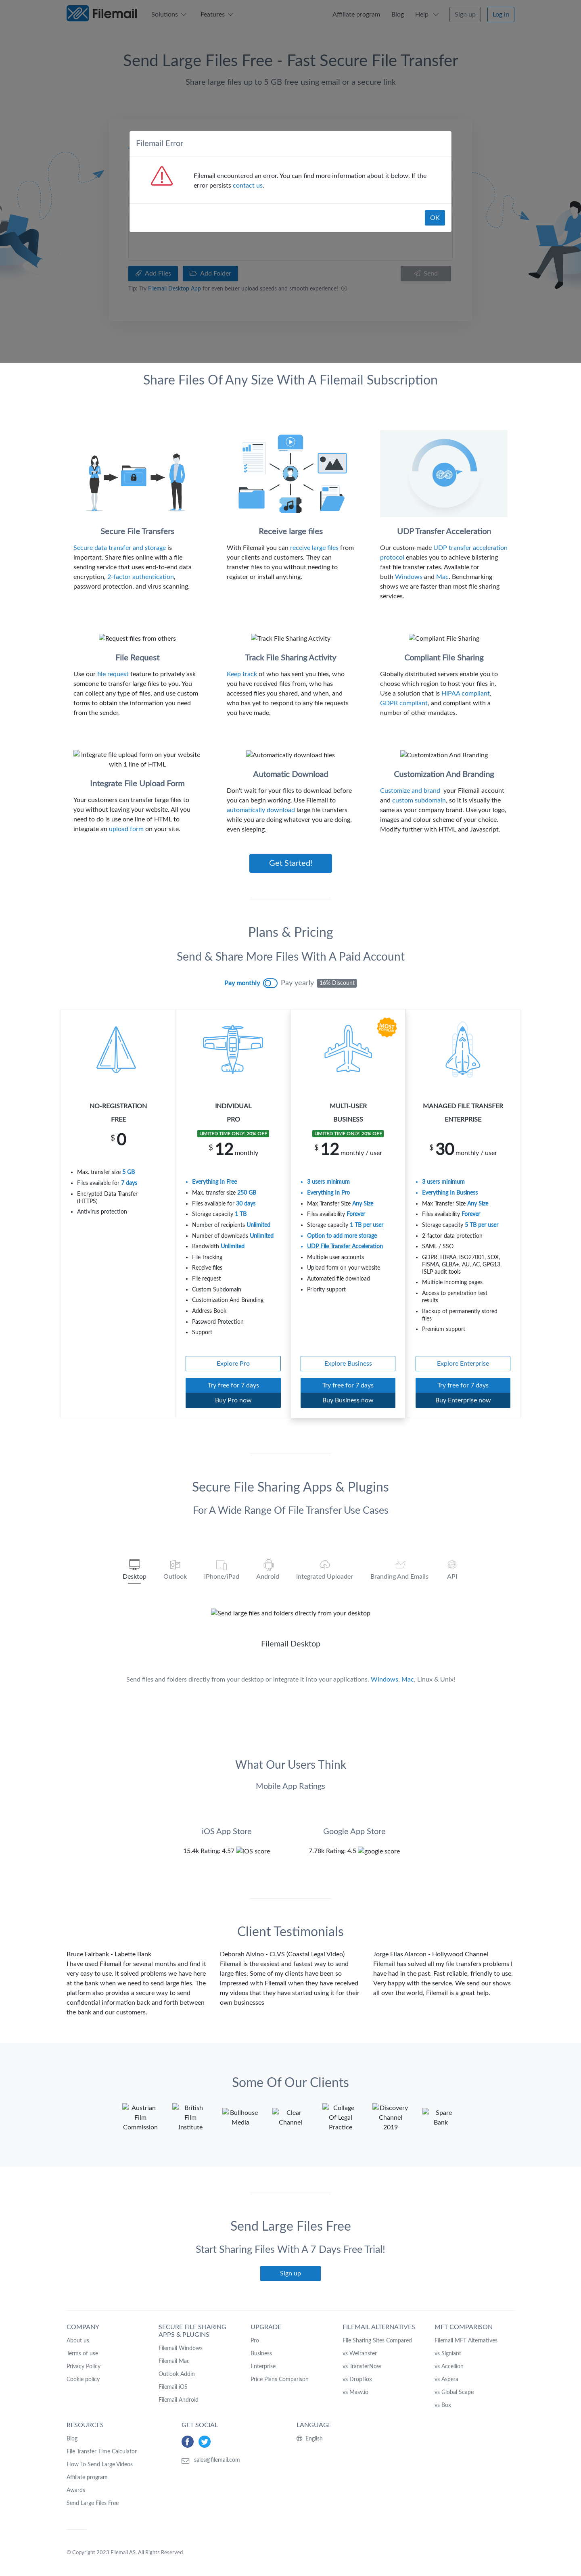 Filemail
Solutions
Features
Affiliate program
Blog
Help
Sign up
Log in
Send Large Files Free - Fast & Secure File Transfer
Share large files up to 5 GB free using email or a secure link
Filemail Error
Filemail encountered an error. You can find more information about it below. If the
error persists contact us.
OK
Add Files
Add Folder
Send
Tip: Try Filemail Desktop App for even better upload speeds and smooth experience!
Share Files Of Any Size With A Filemail Subscription
Secure File Transfers
Secure data transfer and storage is
important. Share files online with a file
sending service that uses end-to-end data
encryption, 2-factor authentication,
password protection, and virus scanning.
Receive large files
With Filemail you can receive large files from
your clients and customers. They can
transfer files to you without needing to
register or install anything.
UDP Transfer Acceleration
Our custom-made UDP transfer acceleration
protocol enables you to achieve blistering
fast file transfer rates. Available for
both Windows and Mac. Benchmarking
shows we are faster than most file sharing
services.
Request files from others
File Request
Use our file request feature to privately ask
someone to transfer large files to you. You
can collect any type of files, and use custom
forms to obtain the information you need
from the sender.
Track File Sharing Activity
Track File Sharing Activity
Keep track of who has sent you files, who
you have received files from, who has
accessed files you shared, and when, and
set how many times people can access files
you have made.
Compliant File Sharing
Compliant File Sharing
Globally distributed servers enable you to
choose which region to host your files in.
Use a solution that is HIPAA compliant,
GDPR compliant, and compliant with a
number of other mandates.
Integrate file upload form on your website
with 1 line of HTML
Integrate File Upload Form
Your customers can transfer large files to
you without leaving your website. All you
need to do is use one line of HTML to
integrate an upload form on your site.
Automatically download files
Automatic Download
Don't wait for your files to download before
you can begin working. Use Filemail to
automatically download large file transfers
while you are doing whatever you are doing,
even sleeping.
Customization And Branding
Customization And Branding
Customize and brand your Filemail account
and custom subdomain, so it is visually the
same as your own brand. Use your logo,
images and colour scheme of your choice.
Modify further with HTML and Javascript.
Get Started!
Plans & Pricing
Send & Share More Files With A Paid Account
Pay monthly
Pay yearly
16% Discount
NO-REGISTRATION
FREE
$ 0
Max. transfer size 5 GB
Files available for 7 days
Encrypted Data Transfer
(HTTPS)
Antivirus protection
INDIVIDUAL
PRO
LIMITED TIME ONLY: 20% OFF
$ 12 monthly
Everything In Free
Max. transfer size 250 GB
Files available for 30 days
Storage capacity 1 TB
Number of recipients Unlimited
Number of downloads Unlimited
Bandwidth Unlimited
File Tracking
Receive files
File request
Custom Subdomain
Customization And Branding
Address Book
Password Protection
Support
Explore Pro
Try free for 7 days
Buy Pro now
MOST POPULAR
MULTI-USER
BUSINESS
LIMITED TIME ONLY: 20% OFF
$ 12 monthly / user
3 users minimum
Everything In Pro
Max Transfer Size Any Size
Files availability Forever
Storage capacity 1 TB per user
Option to add more storage
UDP File Transfer Acceleration
Multiple user accounts
Upload form on your website
Automated file download
Priority support
Explore Business
Try free for 7 days
Buy Business now
MANAGED FILE TRANSFER
ENTERPRISE
$ 30 monthly / user
3 users minimum
Everything In Business
Max Transfer Size Any Size
Files availability Forever
Storage capacity 5 TB per user
2-factor data protection
SAML / SSO
GDPR, HIPAA, ISO27001, SOX,
FISMA, GLBA+, AU, AC, GPG13,
ISLP audit tools
Multiple incoming pages
Access to penetration test
results
Backup of permanently stored
files
Premium support
Explore Enterprise
Try free for 7 days
Buy Enterprise now
Secure File Sharing Apps & Plugins
For A Wide Range Of File Transfer Use Cases
Desktop
Outlook
iPhone/iPad
Android
Integrated Uploader
Branding And Emails
API
Send large files and folders directly from your desktop
Filemail Desktop
Send files and folders directly from your desktop or integrate it into your applications. Windows, Mac, Linux & Unix!
What Our Users Think
Mobile App Ratings
iOS App Store
15.4k Rating: 4.57 iOS score
Google App Store
7.78k Rating: 4.5 google score
Client Testimonials
Bruce Fairbank - Labette Bank
I have used Filemail for several months and find it
very easy to use. It solved problems we have here
at the bank when we need to send large files. The
platform also provides a secure way to send
confidential information back and forth between
the bank and our customers.
Deborah Alvino - CLVS (Coastal Legal Video)
Filemail is the easiest and fastest way to send
large files. Some of my clients have been so
impressed with Filemail when they have received
my videos that they have started using it for their
own businesses
Jorge Elias Alarcon - Hollywood Channel
Filemail has solved all my file transfers problems I
have had in the past. Fast reliable, friendly to use.
Very happy with the service. We send our shows
all over the world, Filemail is a great help.
Some Of Our Clients
Austrian
Film
Commission
British
Film
Institute
Bullhouse
Media
Clear
Channel
Collage
Of Legal
Practice
Discovery
Channel
2019
Spare
Bank
Send Large Files Free
Start Sharing Files With A 7 Days Free Trial!
Sign up
COMPANY
About us
Terms of use
Privacy Policy
Cookie policy
SECURE FILE SHARING
APPS & PLUGINS
Filemail Windows
Filemail Mac
Outlook Addin
Filemail iOS
Filemail Android
UPGRADE
Pro
Business
Enterprise
Price Plans Comparison
FILEMAIL ALTERNATIVES
File Sharing Sites Compared
vs WeTransfer
vs TransferNow
vs DropBox
vs Masv.io
MFT COMPARISON
Filemail MFT Alternatives
vs Signiant
vs Accellion
vs Aspera
vs Global Scape
vs Box
RESOURCES
Blog
File Transfer Time Calculator
How To Send Large Videos
Affiliate program
Awards
Send Large Files Free
GET SOCIAL
sales@filemail.com
LANGUAGE
English
© Copyright 2023 Filemail AS. All Rights Reserved